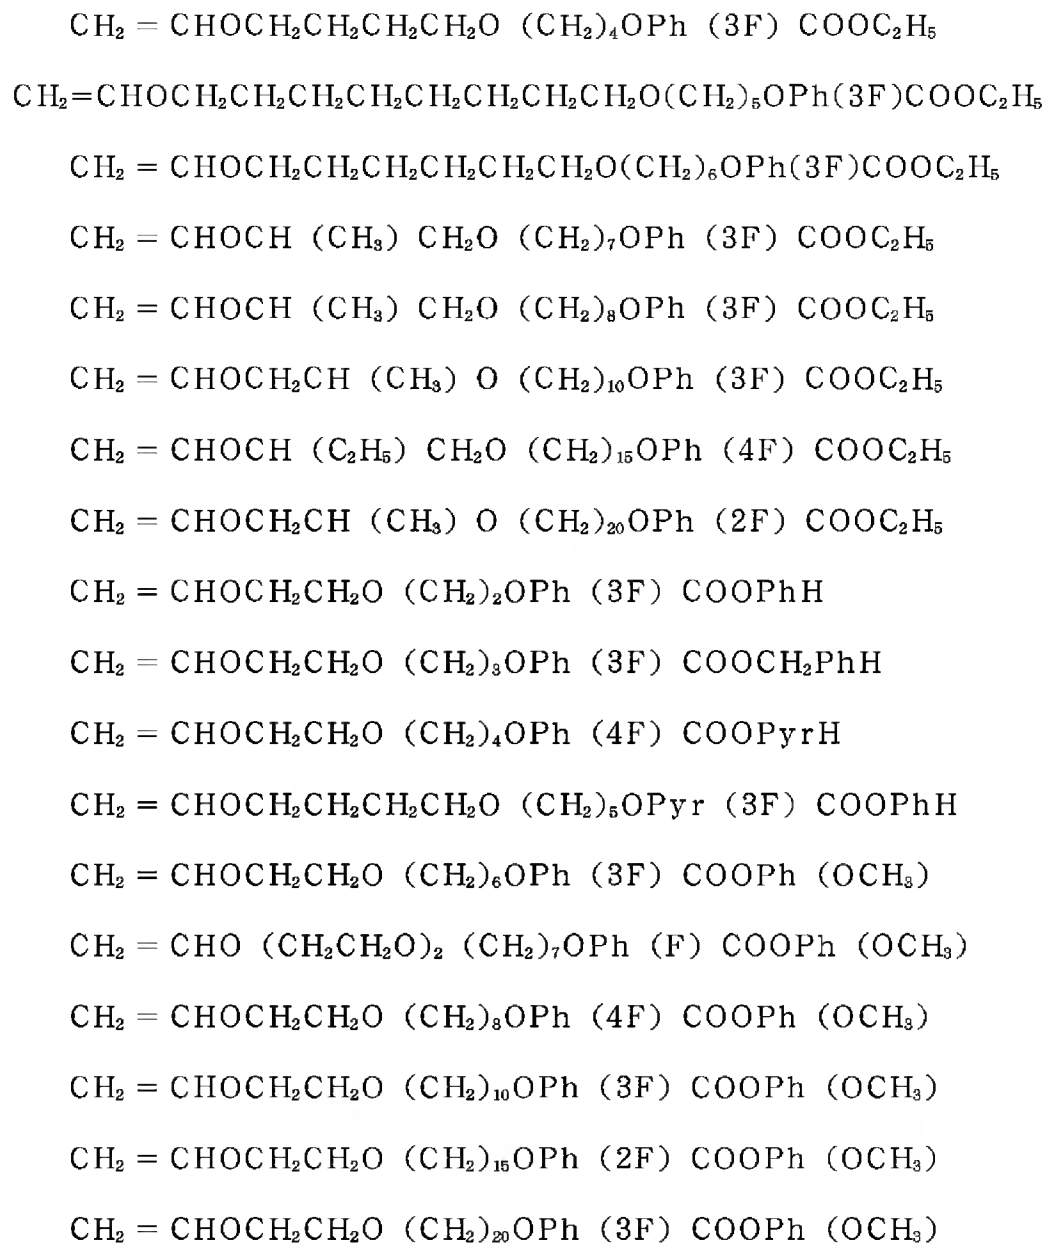 CH₂ = CHOCH₂CH₂CH₂CH₂O (CH₂)₄OPh (3F) COOC₂H₅
CH₂=CHOCH₂CH₂CH₂CH₂CH₂CH₂CH₂CH₂O(CH₂)₅OPh(3F)COOC₂H₅
CH₂ = CHOCH₂CH₂CH₂CH₂CH₂CH₂O(CH₂)₆OPh(3F)COOC₂H₅
CH₂ = CHOCH (CH₃) CH₂O (CH₂)₇OPh (3F) COOC₂H₅
CH₂ = CHOCH (CH₃) CH₂O (CH₂)₈OPh (3F) COOC₂H₅
CH₂ = CHOCH₂CH (CH₃) O (CH₂)₁₀OPh (3F) COOC₂H₅
CH₂ = CHOCH (C₂H₅) CH₂O (CH₂)₁₅OPh (4F) COOC₂H₅
CH₂ = CHOCH₂CH (CH₃) O (CH₂)₂₀OPh (2F) COOC₂H₅
CH₂ = CHOCH₂CH₂O (CH₂)₂OPh (3F) COOPhH
CH₂ = CHOCH₂CH₂O (CH₂)₃OPh (3F) COOCH₂PhH
CH₂ = CHOCH₂CH₂O (CH₂)₄OPh (4F) COOPyrH
CH₂ = CHOCH₂CH₂CH₂CH₂O (CH₂)₅OPyr (3F) COOPhH
CH₂ = CHOCH₂CH₂O (CH₂)₆OPh (3F) COOPh (OCH₃)
CH₂ = CHO (CH₂CH₂O)₂ (CH₂)₇OPh (F) COOPh (OCH₃)
CH₂ = CHOCH₂CH₂O (CH₂)₈OPh (4F) COOPh (OCH₃)
CH₂ = CHOCH₂CH₂O (CH₂)₁₀OPh (3F) COOPh (OCH₃)
CH₂ = CHOCH₂CH₂O (CH₂)₁₅OPh (2F) COOPh (OCH₃)
CH₂ = CHOCH₂CH₂O (CH₂)₂₀OPh (3F) COOPh (OCH₃)